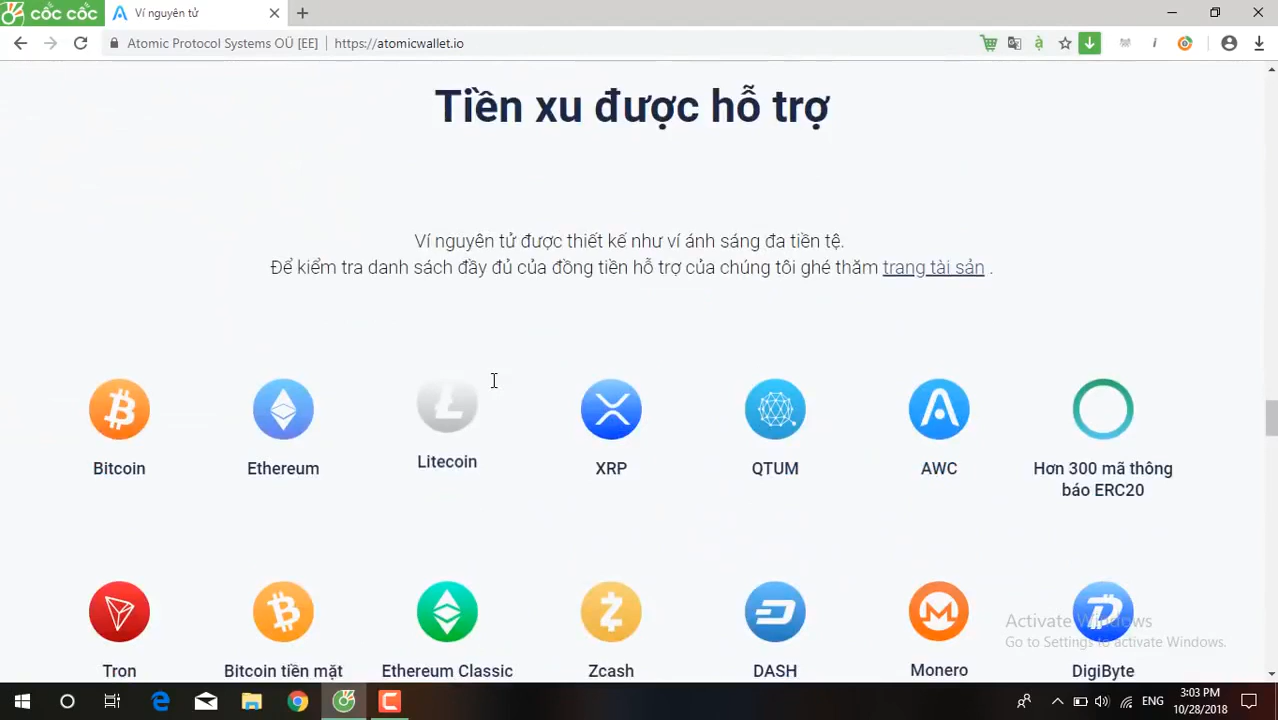 cốc cốc
Ví nguyên tử
Atomic Protocol Systems OÜ [EE]
https://atomicwallet.io
Tiền xu được hỗ trợ
Ví nguyên tử được thiết kế như ví ánh sáng đa tiền tệ.
Để kiểm tra danh sách đầy đủ của đồng tiền hỗ trợ của chúng tôi ghé thăm trang tài sản .
Bitcoin
Ethereum
Litecoin
XRP
QTUM
AWC
Hơn 300 mã thông
báo ERC20
Tron
Bitcoin tiền mặt
Ethereum Classic
Zcash
DASH
Monero
DigiByte
Activate Windows
Go to Settings to activate Windows.
ENG
3:03 PM
10/28/2018